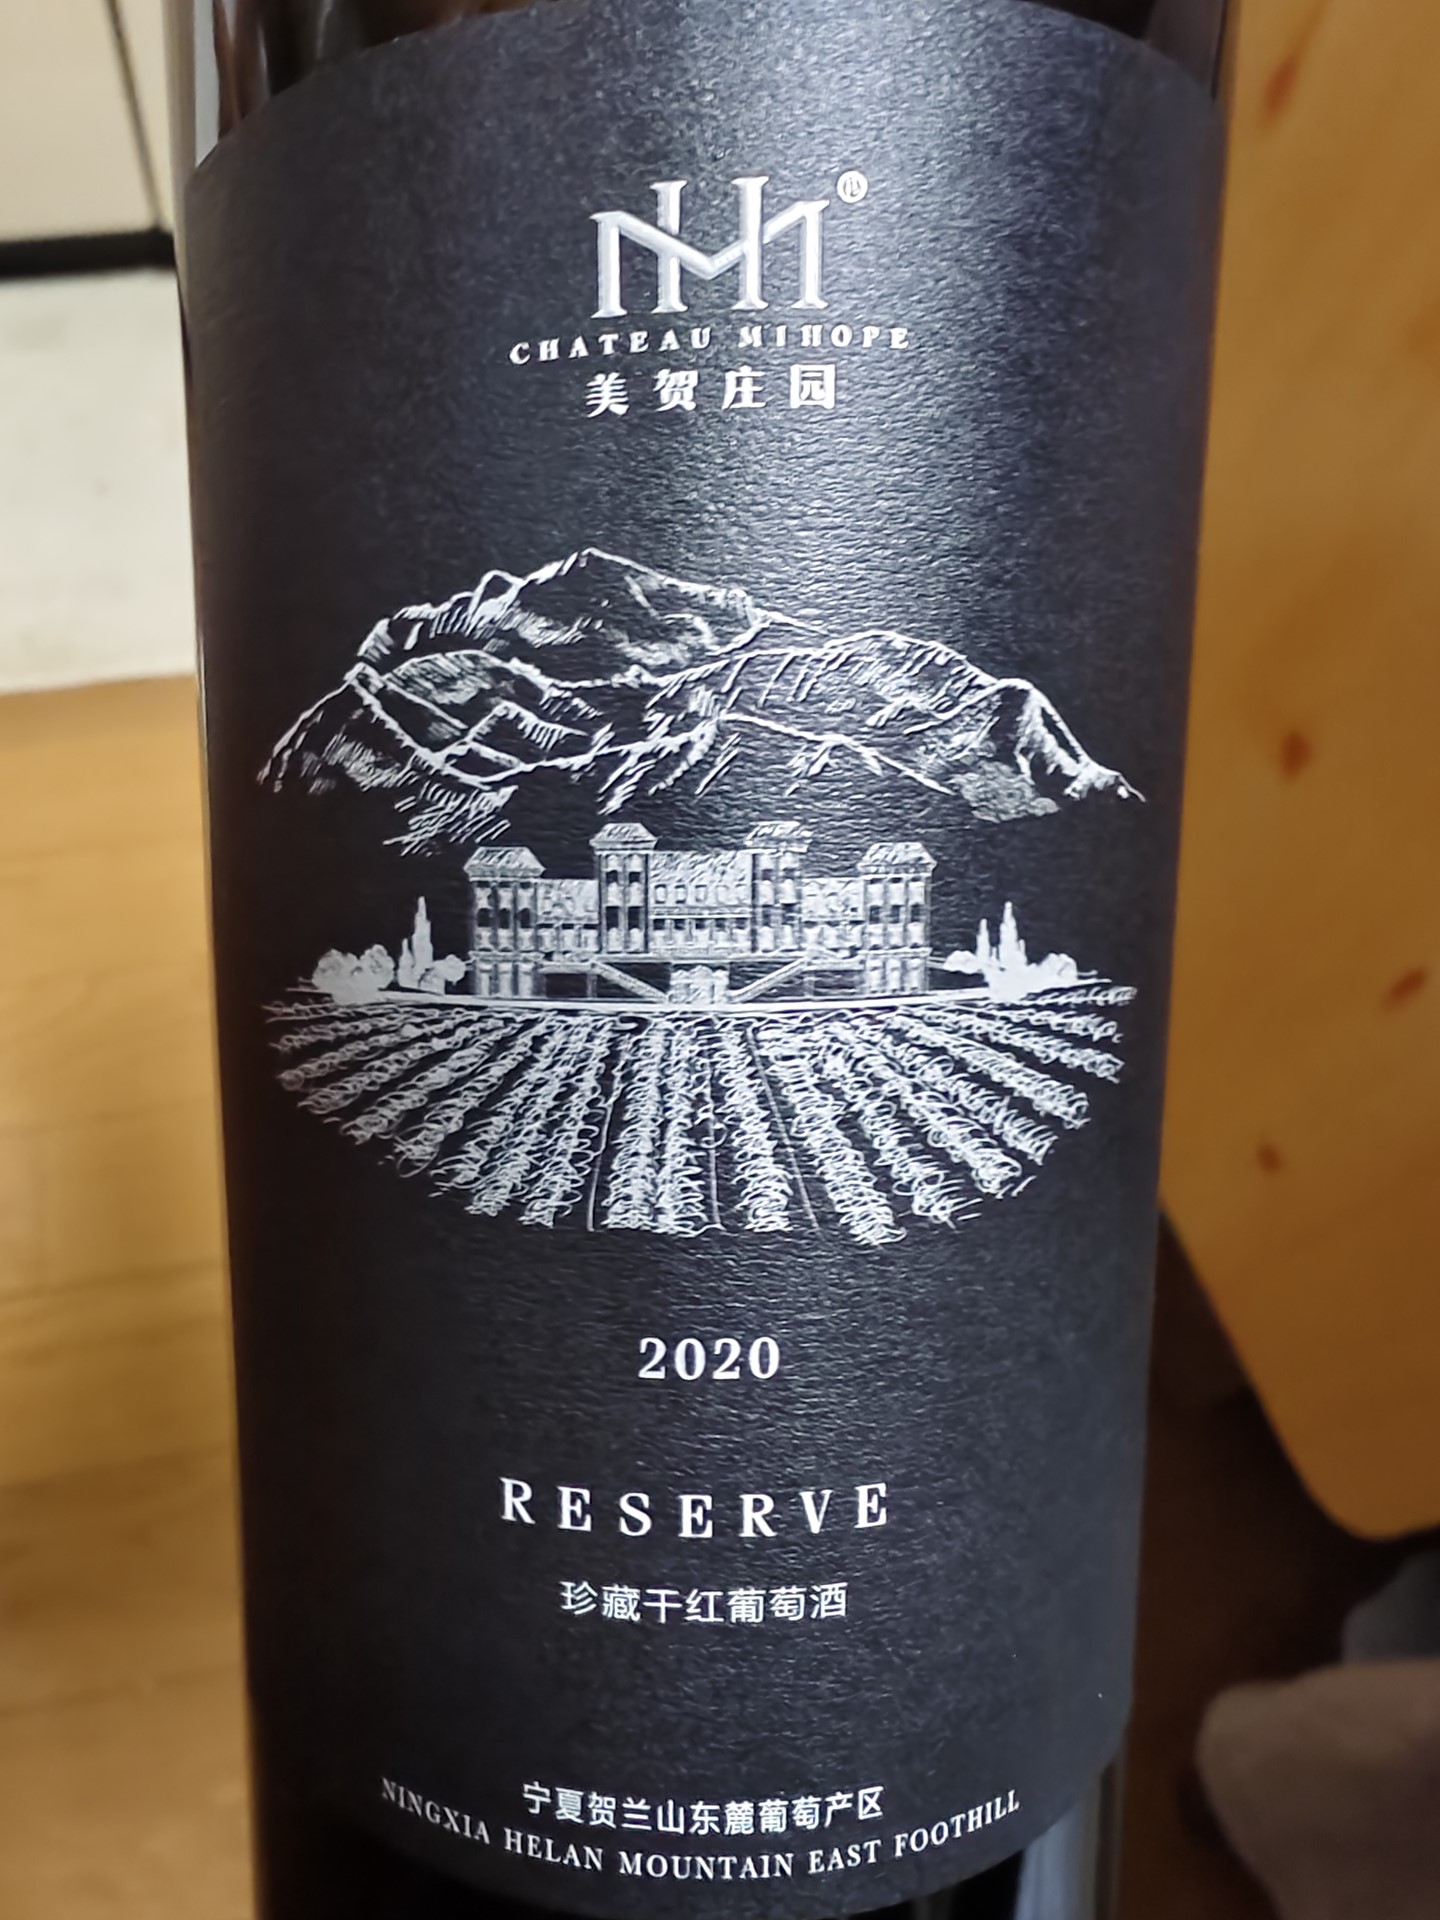 MH®
CHATEAU MIHOPE
美贺庄园
2020
RESERVE
珍藏干红葡萄酒
宁夏贺兰山东麓葡萄产区
NINGXIA HELAN MOUNTAIN EAST FOOTHILL